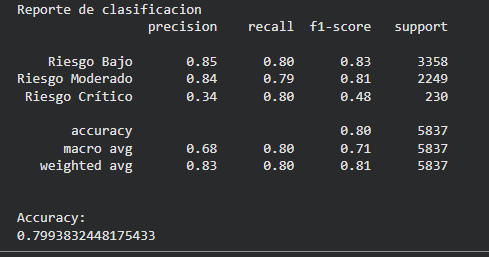 Reporte de clasificacion
precision recall f1-score support
Riesgo Bajo 0.85 0.80 0.83 3358
Riesgo Moderado 0.84 0.79 0.81 2249
Riesgo Crítico 0.34 0.80 0.48 230
accuracy 0.80 5837
macro avg 0.68 0.80 0.71 5837
weighted avg 0.83 0.80 0.81 5837
Accuracy:
0.7993832448175433